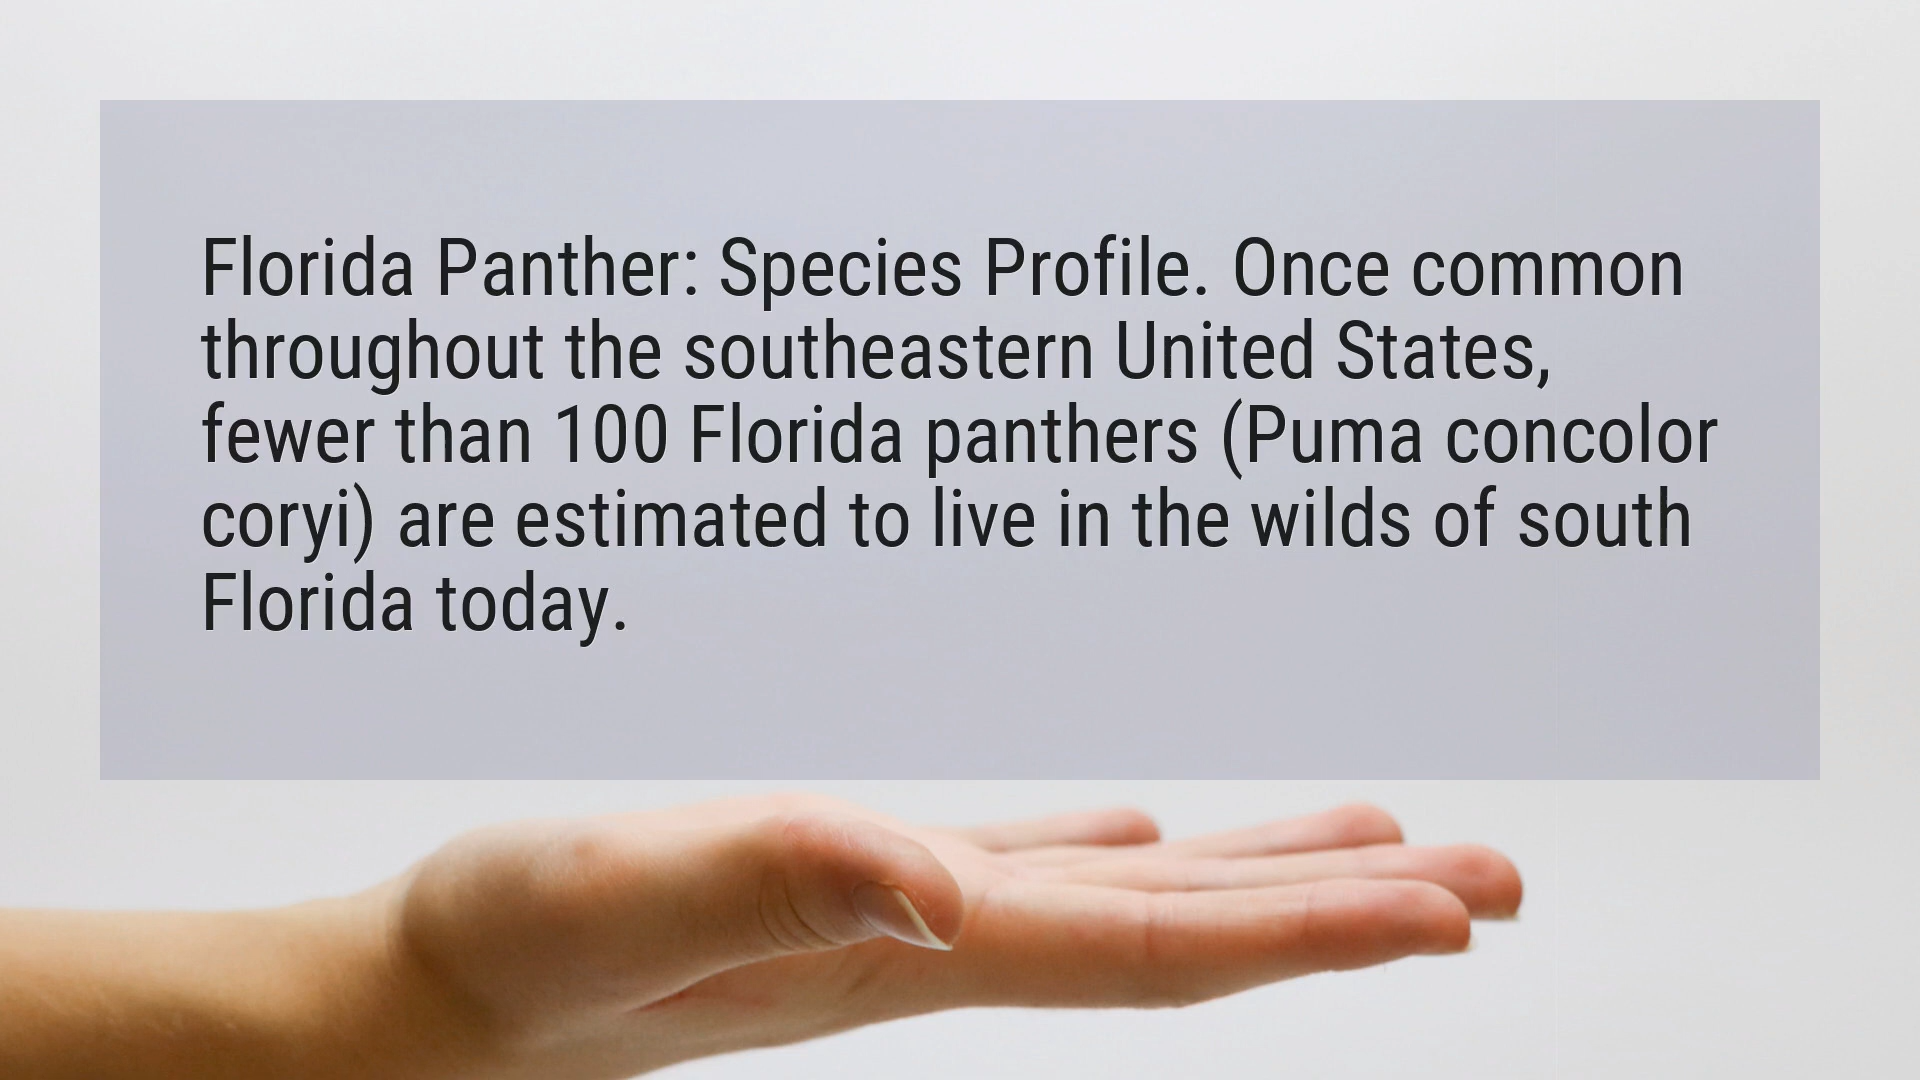 Florida Panther: Species Profile. Once common
throughout the southeastern United States,
fewer than 100 Florida panthers (Puma concolor
coryi) are estimated to live in the wilds of south
Florida today.